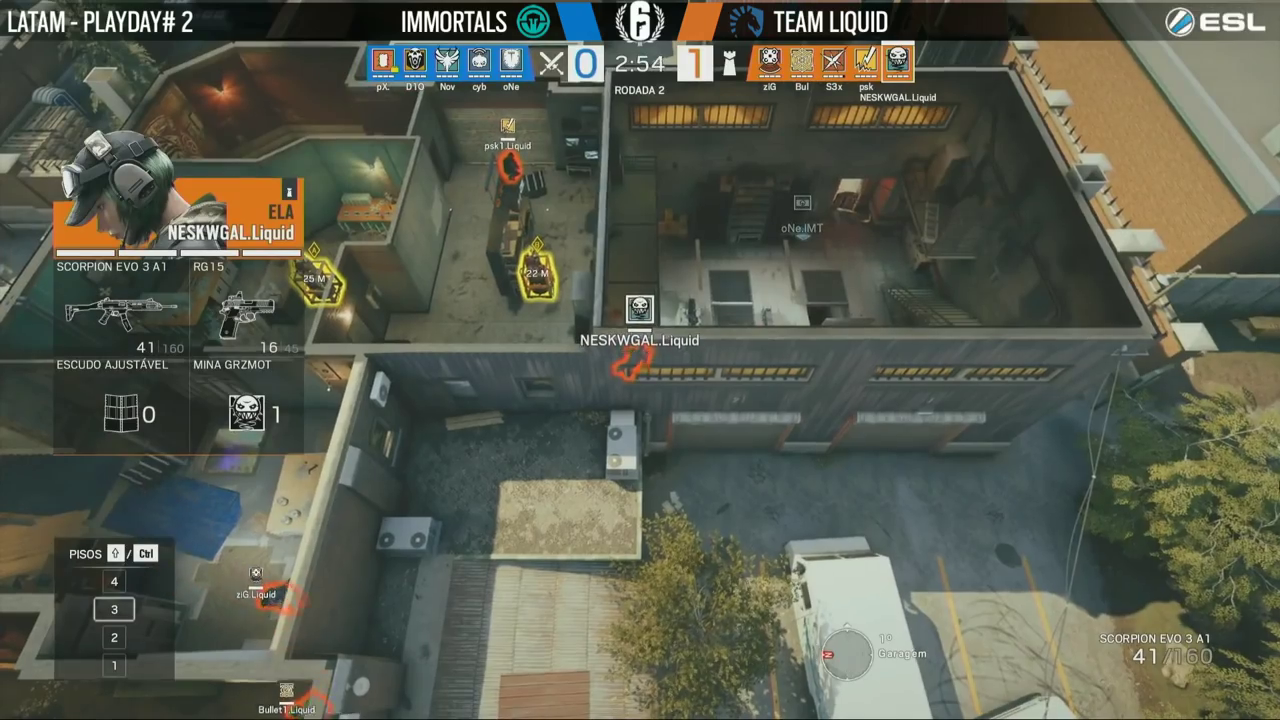 LATAM - PLAYDAY# 2
IMMORTALS
TEAM LIQUID
ESL
0
2:54
1
pX.
D1O
Nov
cyb
oNe
RODADA 2
ziG
Bul
S3x
psk
NESKWGAL.Liquid
psk1.Liquid
ELA
NESKWGAL.Liquid
SCORPION EVO 3 A1
RG15
41|160
16 45
ESCUDO AJUSTÁVEL
MINA GRZMOT
0
1
A
25 M
B
22 M
oNe.IMT
NESKWGAL.Liquid
PISOS ⇧ / Ctrl
4
3
2
1
ziG.Liquid
Bullet1.Liquid
N
1º
Garagem
SCORPION EVO 3 A1
41/160